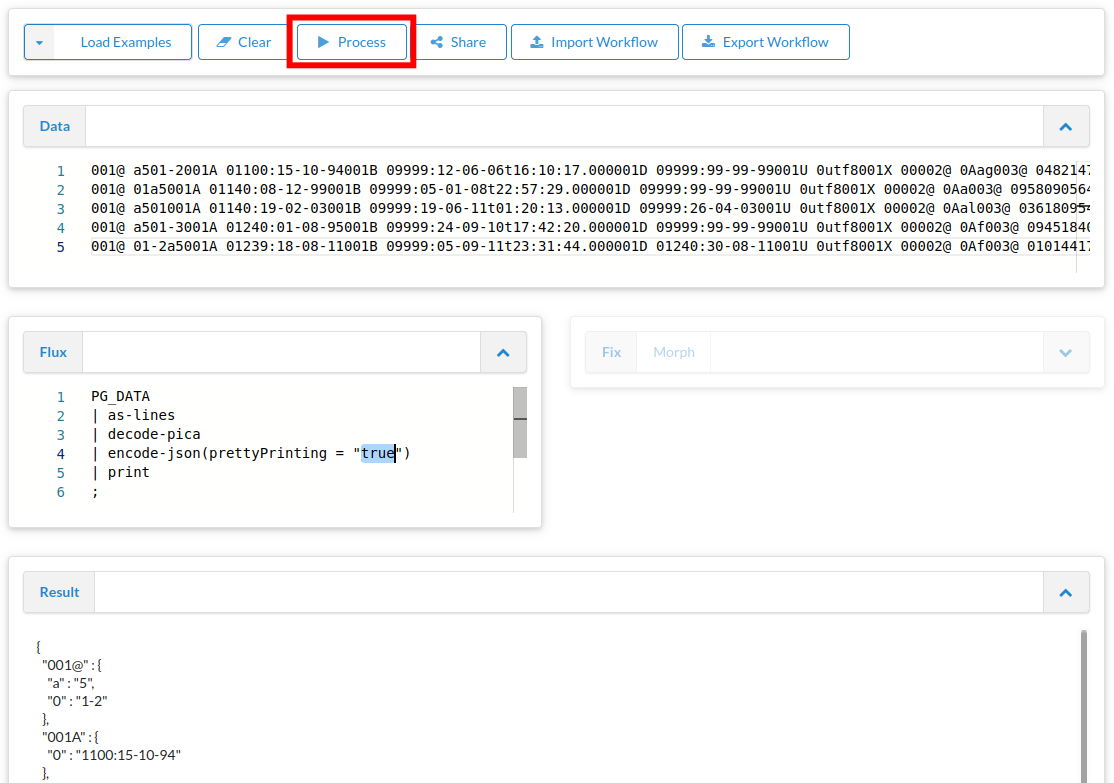 Load Examples Clear Process Share Import Workflow Export Workflow
Data
1 001@ a501-2001A 01100:15-10-94001B 09999:12-06-06t16:10:17.000001D 09999:99-99-99001U 0utf8001X 00002@ 0Aag003@ 0482147
2 001@ 01a5001A 01140:08-12-99001B 09999:05-01-08t22:57:29.000001D 09999:99-99-99001U 0utf8001X 00002@ 0Aa003@ 0958090564
3 001@ a501001A 01140:19-02-03001B 09999:19-06-11t01:20:13.000001D 09999:26-04-03001U 0utf8001X 00002@ 0Aal003@ 036180954
4 001@ a501-3001A 01240:01-08-95001B 09999:24-09-10t17:42:20.000001D 09999:99-99-99001U 0utf8001X 00002@ 0Af003@ 09451840
5 001@ 01-2a5001A 01239:18-08-11001B 09999:05-09-11t23:31:44.000001D 01240:30-08-11001U 0utf8001X 00002@ 0Af003@ 01014417
Flux
1 PG_DATA
2 | as-lines
3 | decode-pica
4 | encode-json(prettyPrinting = "true")
5 | print
6 ;
Fix Morph
Result
{
"001@" : {
"a" : "5",
"0" : "1-2"
},
"001A" : {
"0" : "1100:15-10-94"
},